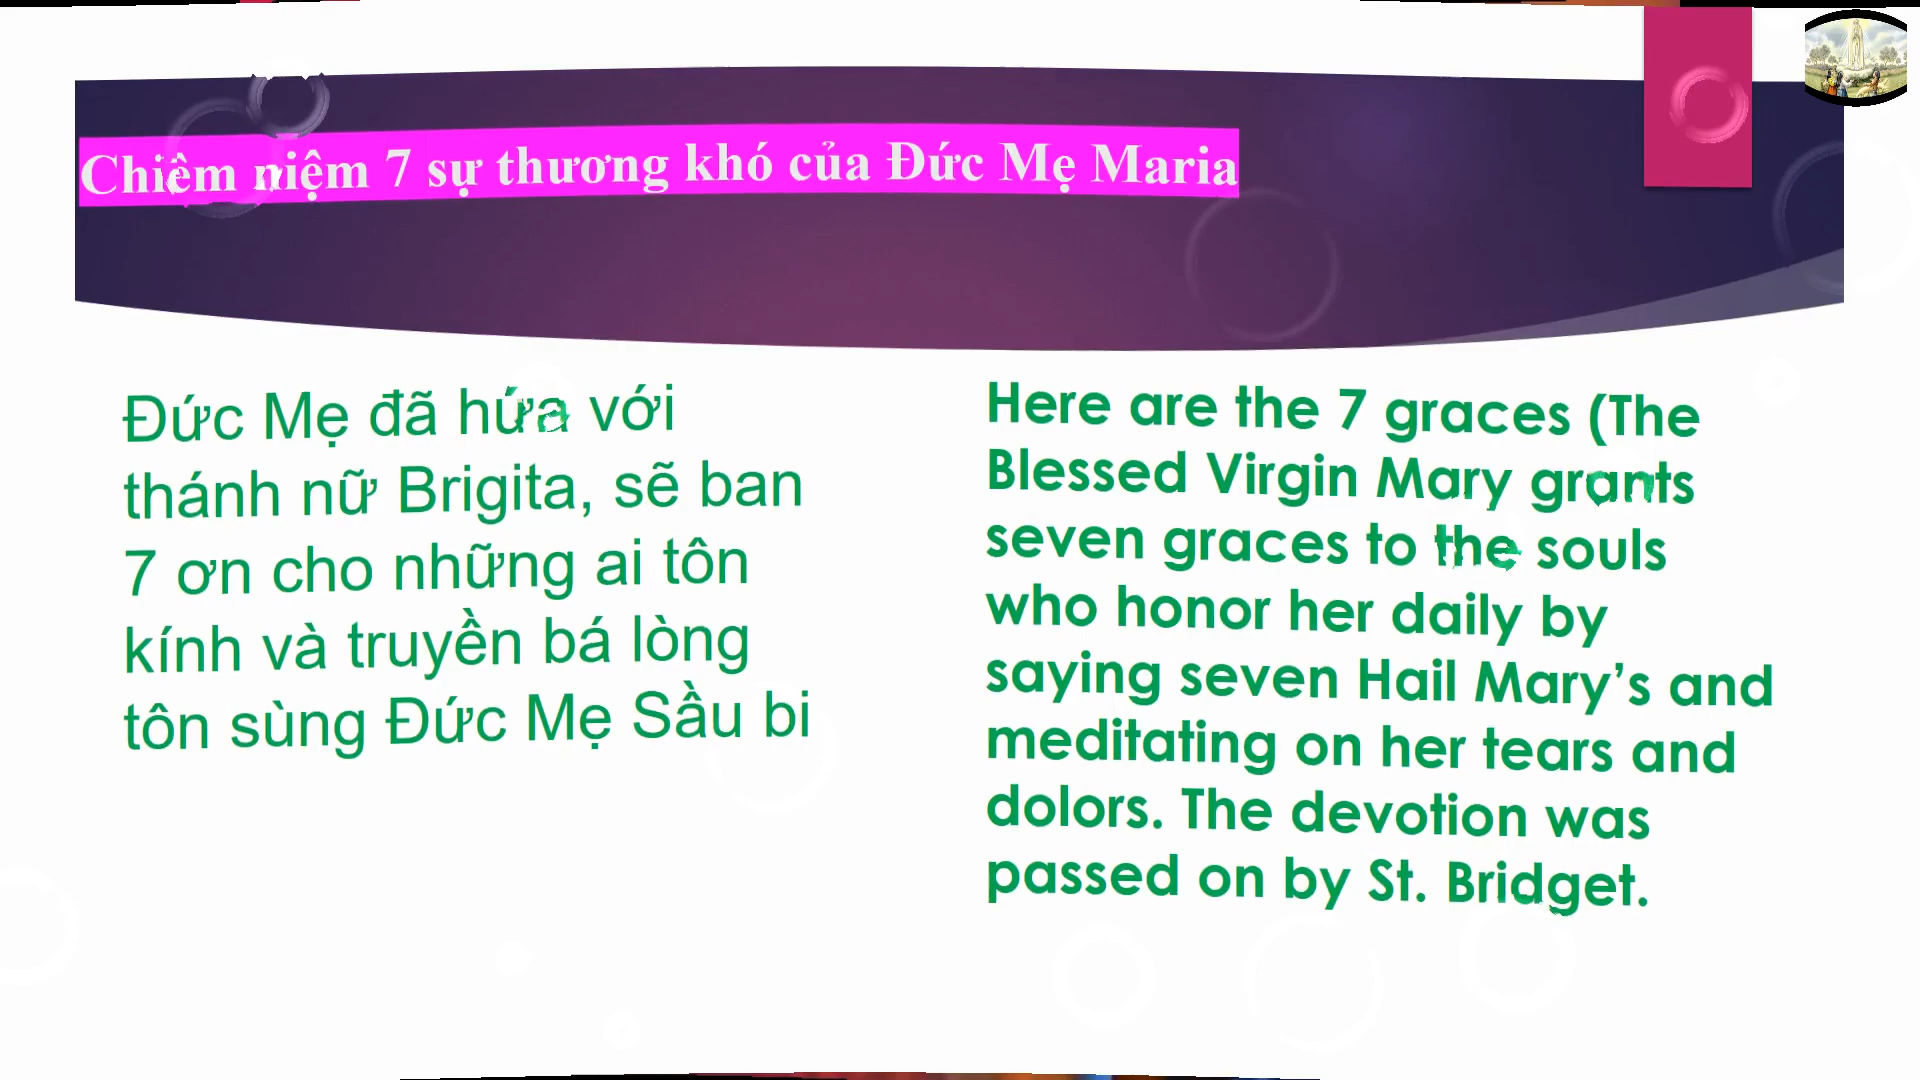 Chiêm niệm 7 sự thương khó của Đức Mẹ Maria
Đức Mẹ đã hứa với
thánh nữ Brigita, sẽ ban
7 ơn cho những ai tôn
kính và truyền bá lòng
tôn sùng Đức Mẹ Sầu bi
Here are the 7 graces (The
Blessed Virgin Mary grants
seven graces to the souls
who honor her daily by
saying seven Hail Mary’s and
meditating on her tears and
dolors. The devotion was
passed on by St. Bridget.